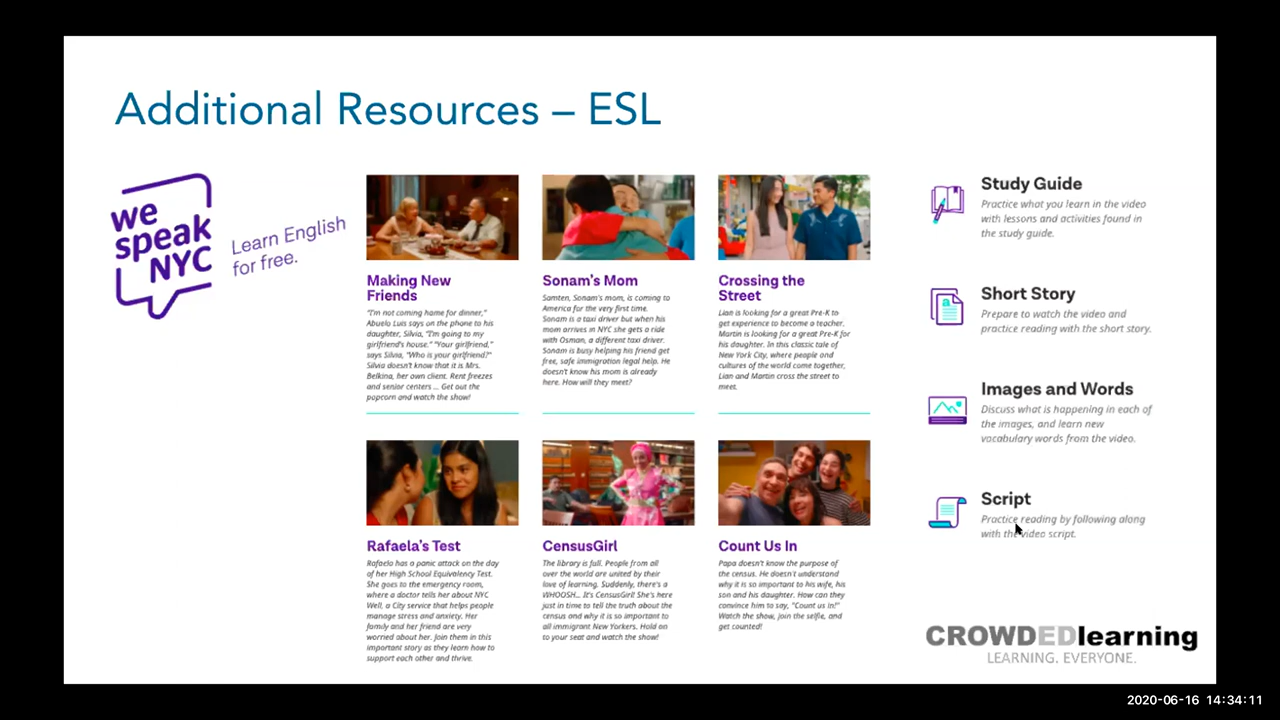 Additional Resources – ESL
we
speak
NYC
Learn English
for free.
Making New
Friends
"I'm not coming home for dinner,"
Abuelo Luis says on the phone to his
daughter, Silvia, "I'm going to my
girlfriend's house." "Your girlfriend,"
says Silvia, "Who is your girlfriend?"
Silvia doesn't know that it is Mrs.
Belkina, her own client. Rent freezes
and senior centers ... Get out the
popcorn and watch the show!
Sonam's Mom
Samten, Sonam's mom, is coming to
America for the very first time.
Sonam is a taxi driver but when his
mom arrives in NYC she gets a ride
with Osman, a different taxi driver.
Sonam is busy helping his friend get
free, safe immigration legal help. He
doesn't know that his mom is already
here. How will they meet?
Crossing the
Street
Lian is looking for a great Pre-K to
get experience to become a teacher.
Martin is looking for a great Pre-K for
his daughter. In this classic tale of
New York City, where people and
cultures of the world come together,
Lian and Martin cross the street to
meet.
Rafaela's Test
Rafaela has a panic attack on the day
of her High School Equivalency Test.
She goes to the emergency room,
where a doctor tells her about NYC
Well, a City service that helps people
manage stress and anxiety. Her
family and her friend are very
worried about her. Join them in this
important story as they learn how to
support each other and thrive.
CensusGirl
The library is full. People from all
over the world are united by their
love of learning. Suddenly, there's a
WHOOSH... It's CensusGirl! She's here
just in time to tell the truth about the
census and why it is so important to
all immigrant New Yorkers. Hold on
to your seat and watch the show!
Count Us In
Papa doesn't know the purpose of
the census. He doesn't understand
why it is so important to his wife, his
son and his daughter. How can they
convince him to say, "Count us in!"
Watch the show, join the selfie, and
get counted!
Study Guide
Practice what you learn in the video
with lessons and activities found in
the study guide.
Short Story
Prepare to watch the video and
practice reading with the short story.
Images and Words
Discuss what is happening in each of
the images, and learn new
vocabulary words from the video.
Script
Practice reading by following along
with the video script.
CROWDEDlearning
LEARNING. EVERYONE.
2020-06-16 14:34:11